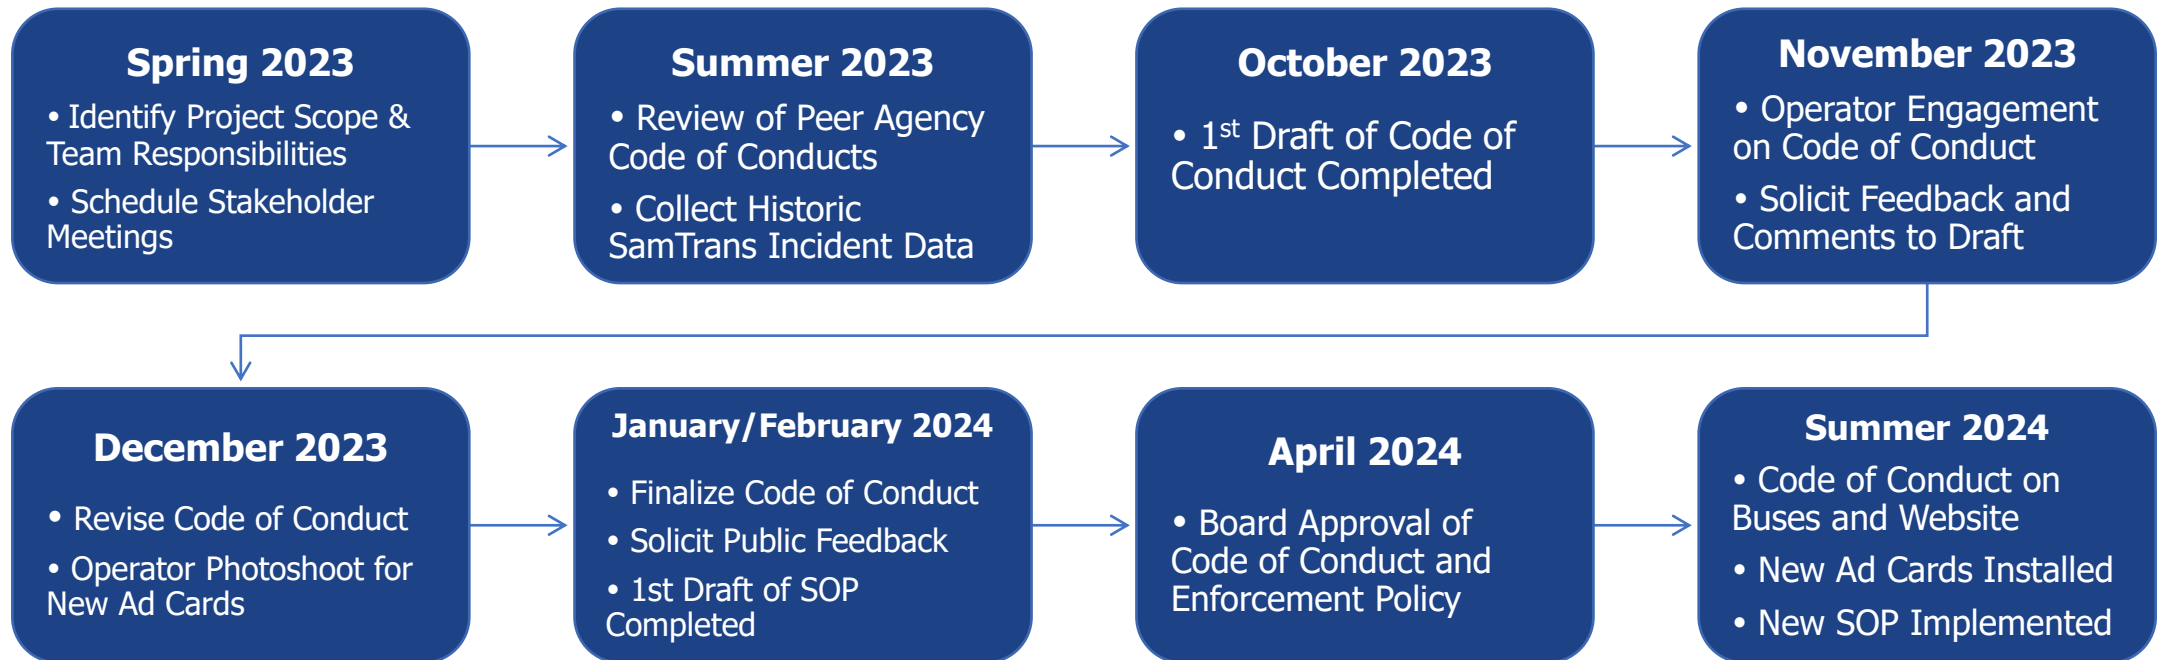 Spring 2023
• Identify Project Scope &
Team Responsibilities
• Schedule Stakeholder
Meetings
Summer 2023
• Review of Peer Agency
Code of Conducts
• Collect Historic
SamTrans Incident Data
October 2023
• 1st Draft of Code of
Conduct Completed
November 2023
• Operator Engagement
on Code of Conduct
• Solicit Feedback and
Comments to Draft
December 2023
• Revise Code of Conduct
• Operator Photoshoot for
New Ad Cards
January/February 2024
• Finalize Code of Conduct
• Solicit Public Feedback
• 1st Draft of SOP
Completed
April 2024
• Board Approval of
Code of Conduct and
Enforcement Policy
Summer 2024
• Code of Conduct on
Buses and Website
• New Ad Cards Installed
• New SOP Implemented